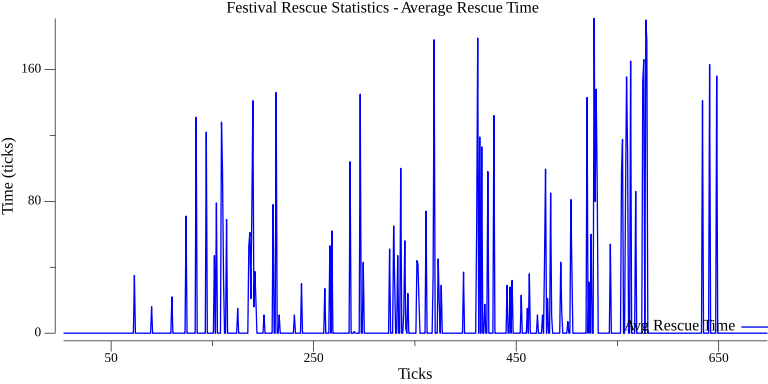 Festival Rescue Statistics - Average Rescue Time
Time (ticks)
160
80
0
Avg Rescue Time
50
250
450
650
Ticks